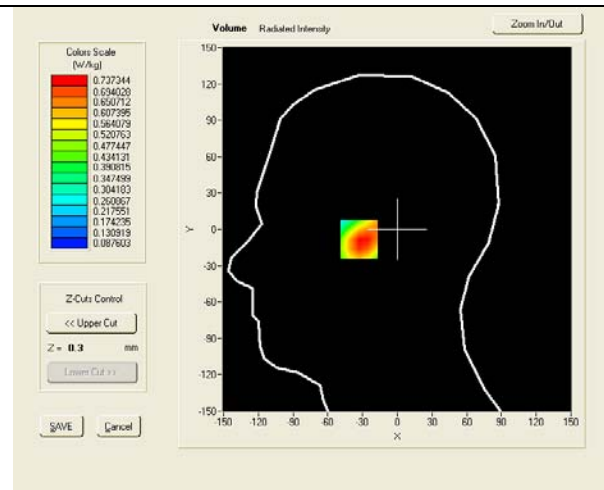 Volume Radiated Intensity Zoom In/Out
Colors Scale
(W/kg)
0.737344
0.694028
0.650712
0.607395
0.564079
0.520763
0.477447
0.434131
0.390815
0.347499
0.304183
0.260867
0.217551
0.174235
0.130919
0.087603
Z-Cuts Control
<< Upper Cut
Z = 0.3 mm
Lower Cut >>
SAVE Cancel
150
120
90
60
30
0
-30
-60
-90
-120
-150
Y
-150 -120 -90 -60 -30 0 30 60 90 120 150
X